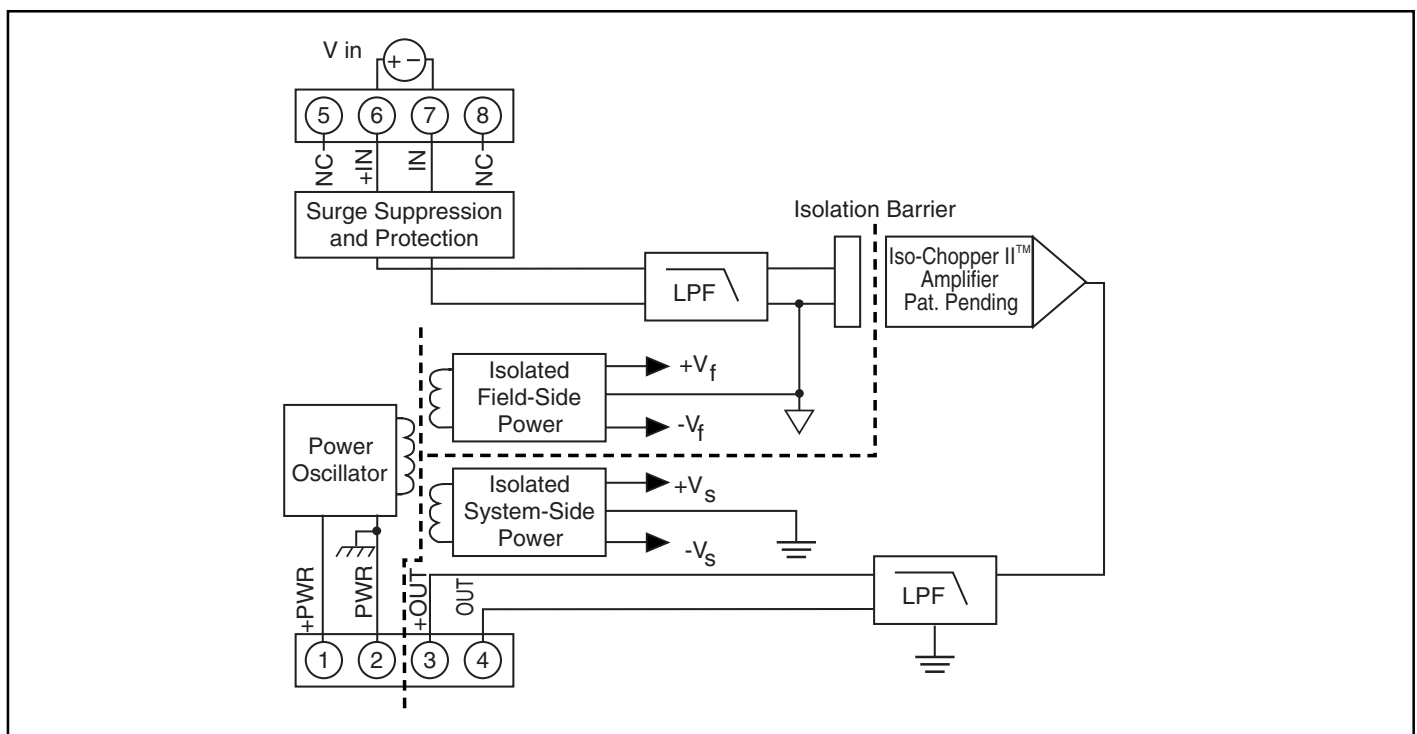 V in
+ −
5 6 7 8
NC +IN IN NC
Surge Suppression
and Protection
Isolation Barrier
LPF
Iso-Chopper II™
Amplifier
Pat. Pending
Isolated
Field-Side
Power
+Vf
-Vf
Power
Oscillator
Isolated
System-Side
Power
+Vs
-Vs
+PWR PWR +OUT OUT
LPF
1 2 3 4